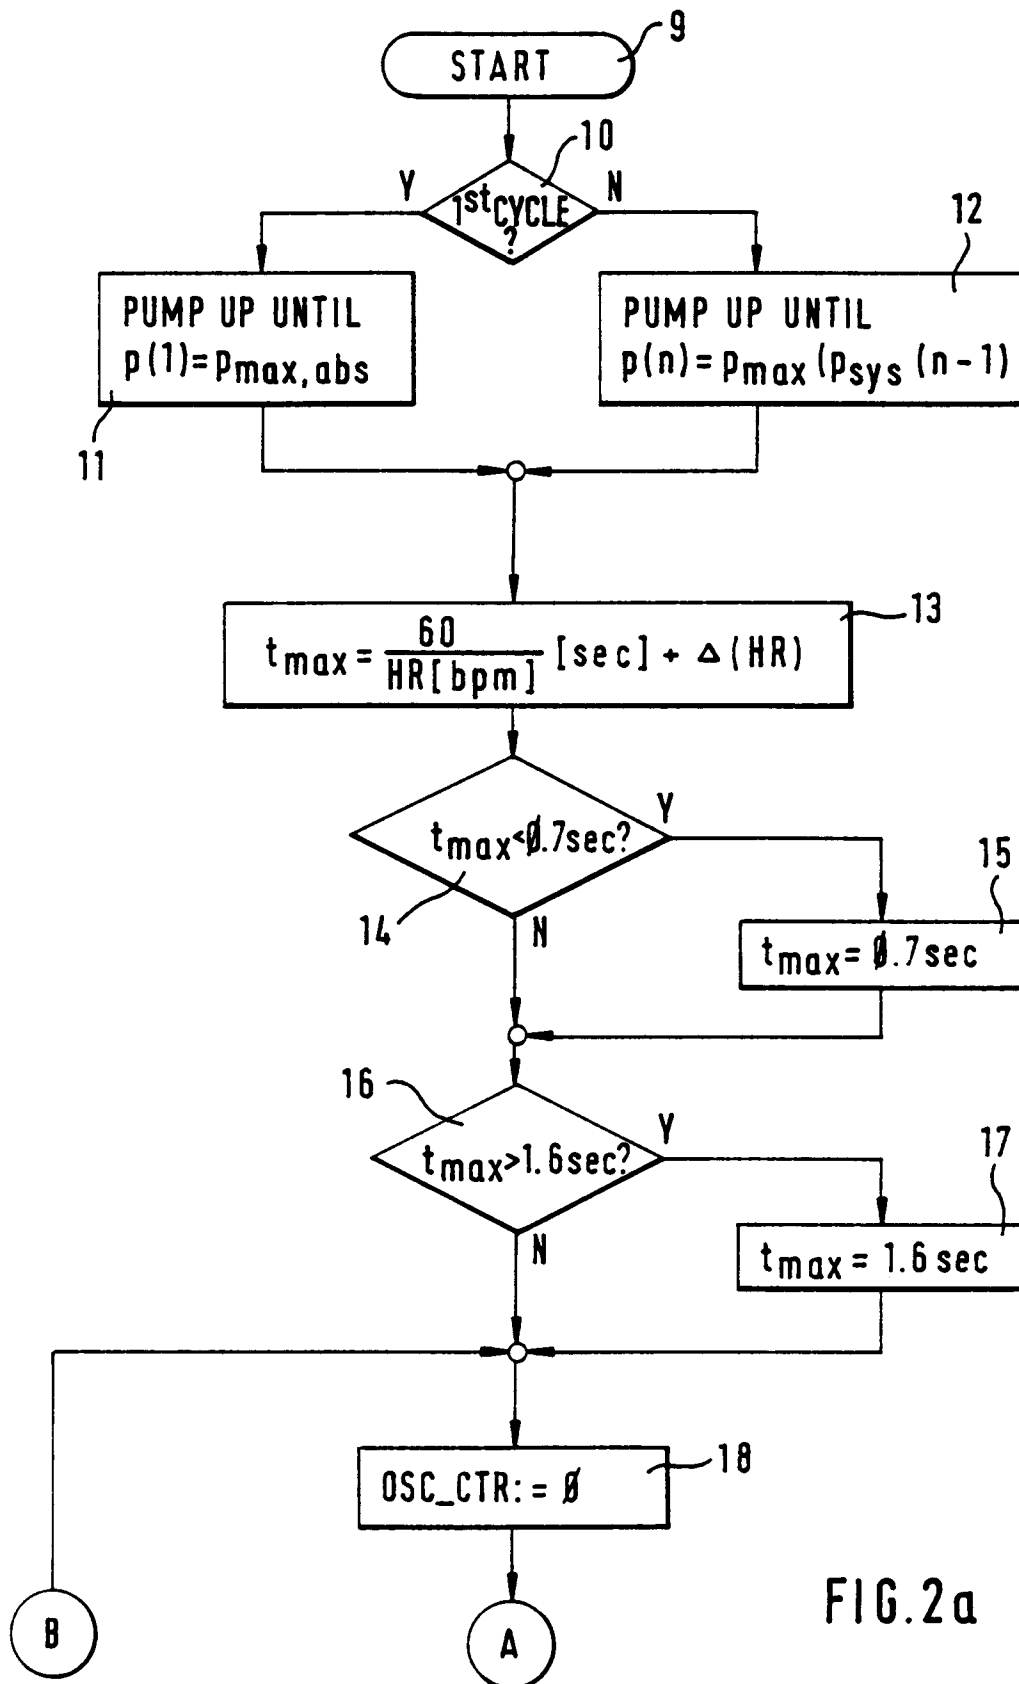 9
START
10
Y
N
1st CYCLE
?
12
PUMP UP UNTIL
p(1)=pmax,abs
PUMP UP UNTIL
p(n)=pmax(psys(n-1)
11
13
tmax=60/HR[bpm] [sec] + Δ(HR)
Y
tmax<Ø.7sec?
14
N
15
tmax=Ø.7sec
16
Y
tmax>1.6sec?
17
N
tmax=1.6sec
18
OSC_CTR:=Ø
B
A
FIG.2a